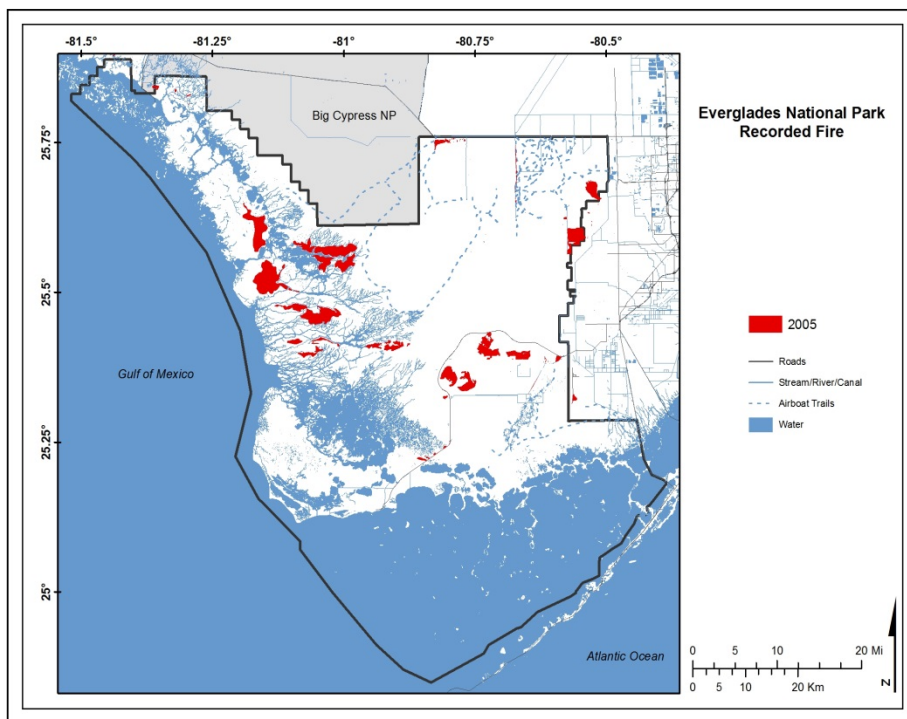 -81.5
-81.25
-81°
-80.75
-80.5
Everglades National Park
Recorded Fire
Big Cypress NP
25.75°
25.5°
25.25°
25°
Gulf of Mexico
Atlantic Ocean
2005
Roads
Stream/River/Canal
Airboat Trails
Water
0 5 10 20 Mi
0 5 10 20 Km
N